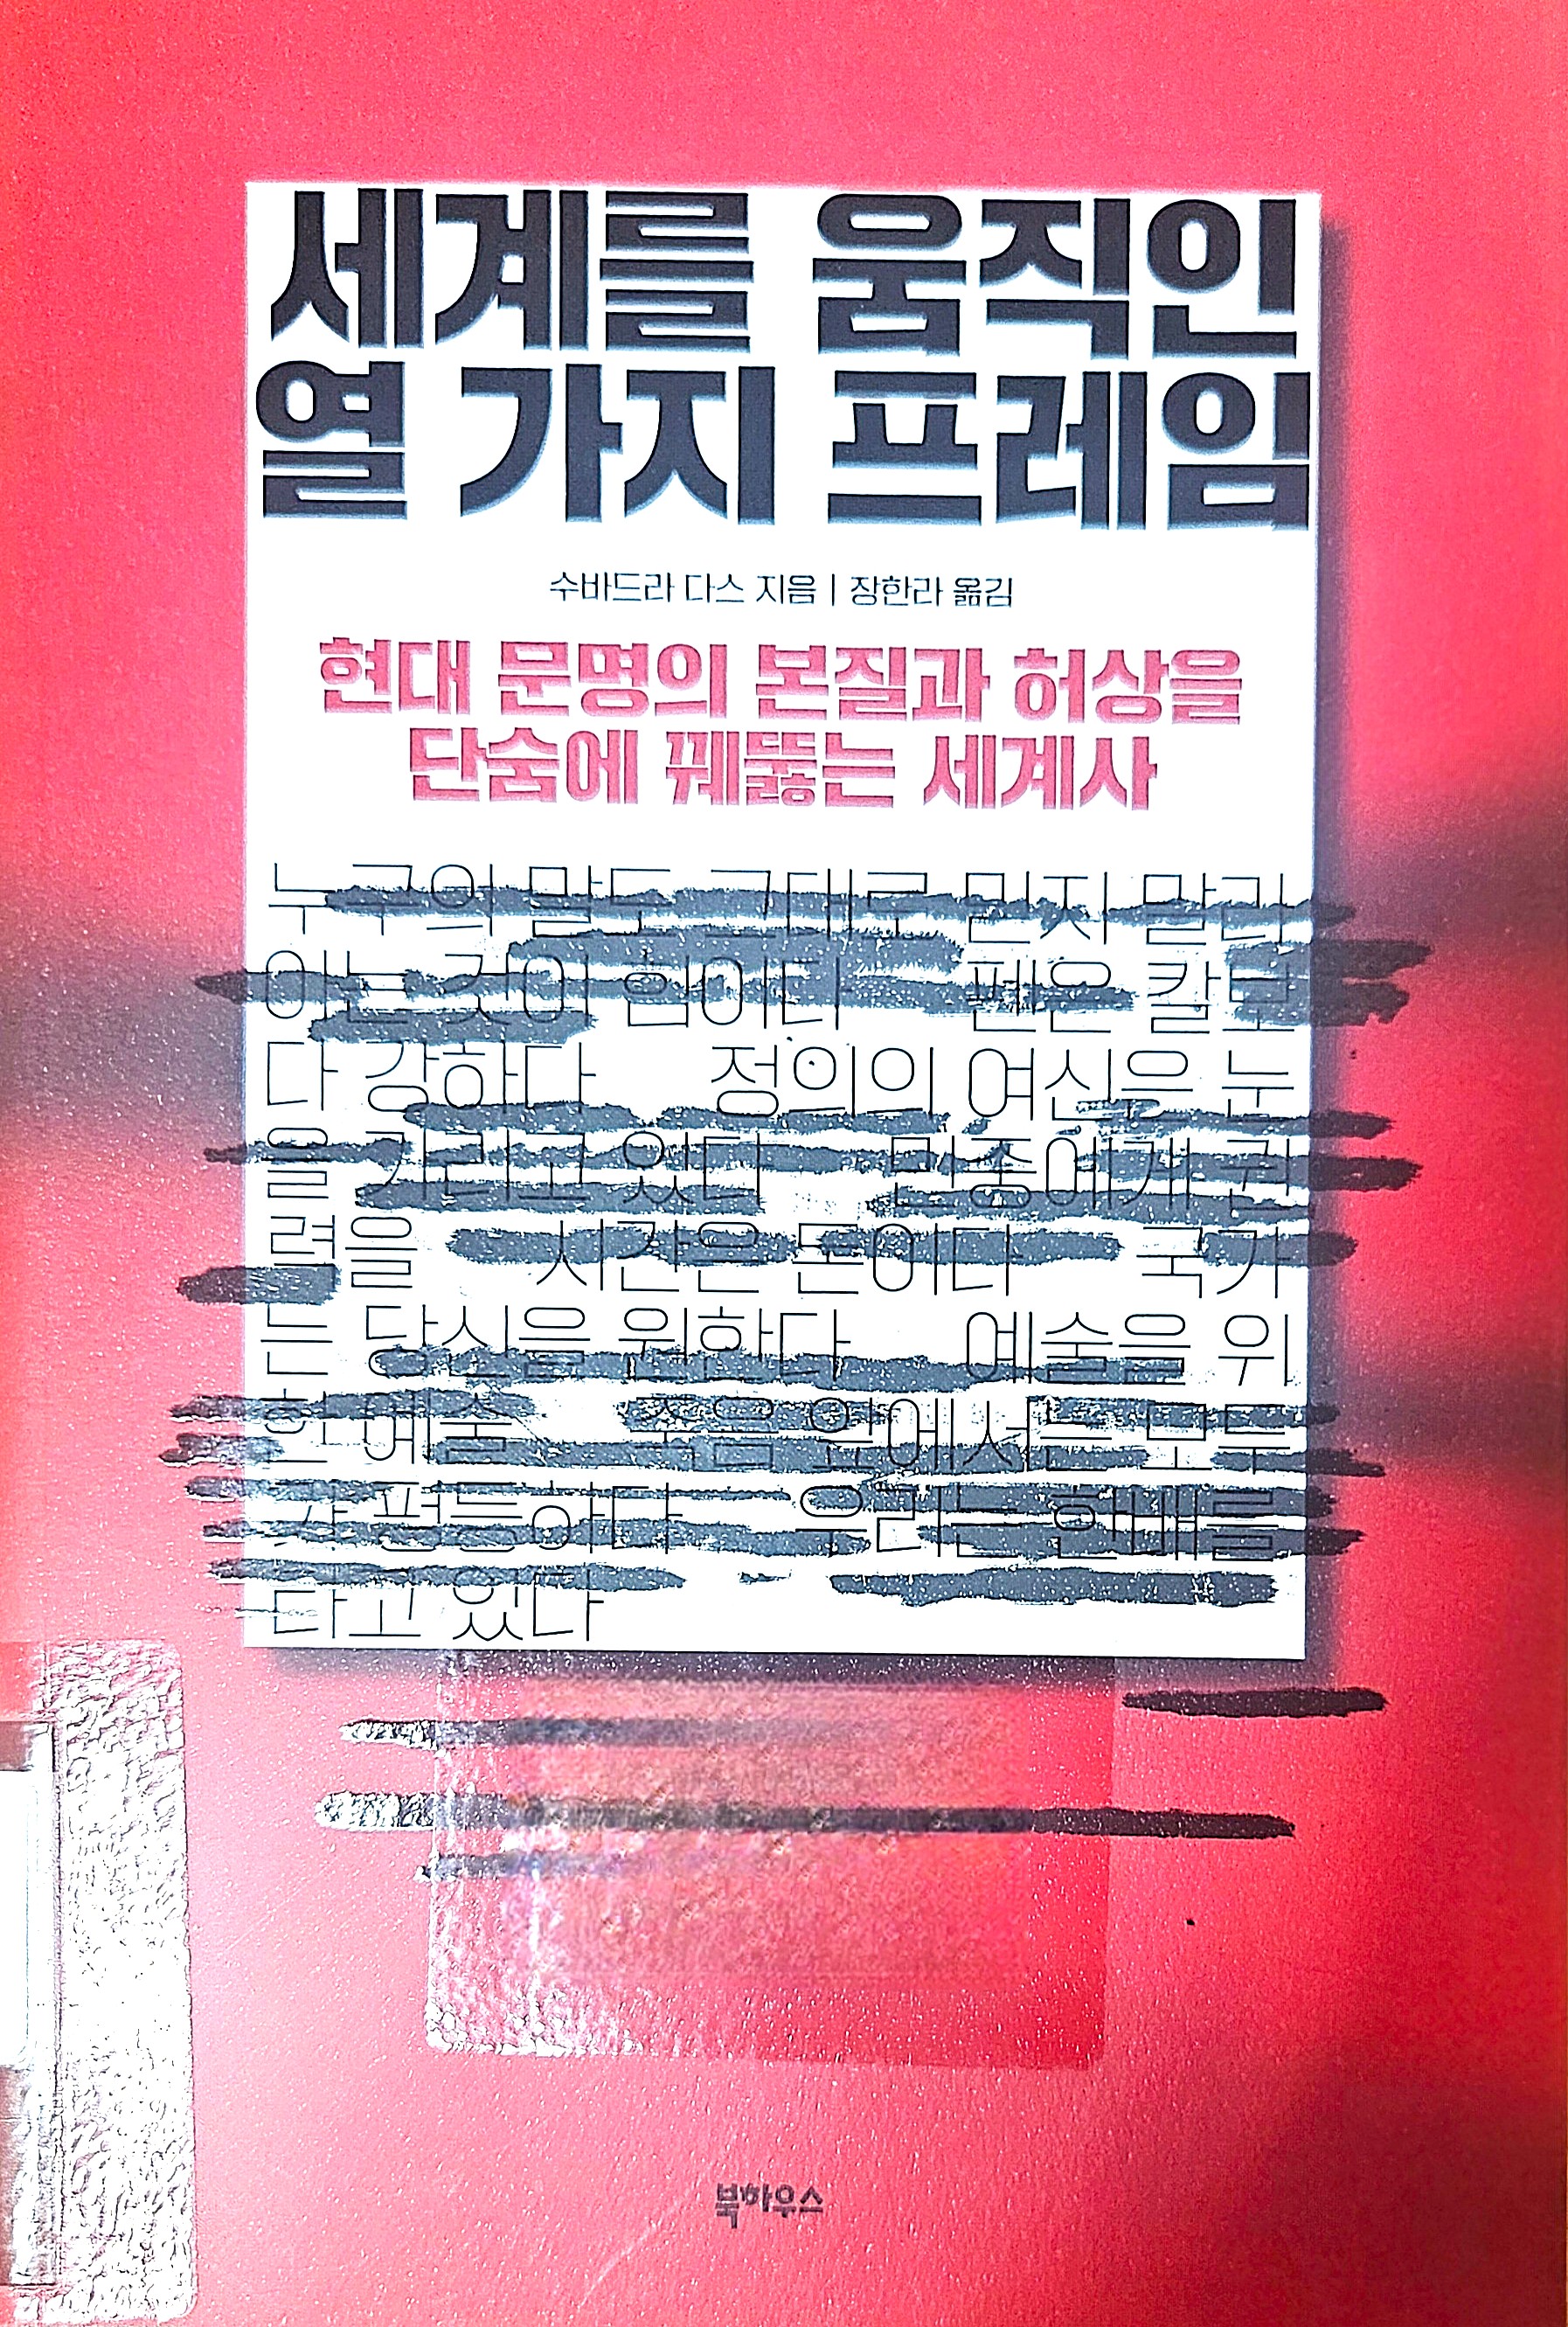 세계를 움직인
열 가지 프레임
수바드라 다스 지음 | 장한라 옮김
현대 문명의 본질과 허상을
단숨에 꿰뚫는 세계사
누구의 말도 그대로 믿지 말라
아는 것이 힘이다 펜은 칼보
다 강하다 정의의 여신은 눈
을 가리고 있다 민중에게 권
력을 시간은 돈이다 국가
는 당신을 원한다 예술을 위
한 예술 죽음 앞에서는 모두
가 평등하다 우리는 한배를
타고 있다
북하우스